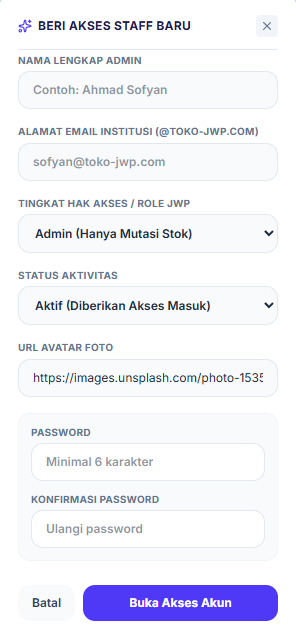 BERI AKSES STAFF BARU
NAMA LENGKAP ADMIN
Contoh: Ahmad Sofyan
ALAMAT EMAIL INSTITUSI (@TOKO-JWP.COM)
sofyan@toko-jwp.com
TINGKAT HAK AKSES / ROLE JWP
Admin (Hanya Mutasi Stok)
STATUS AKTIVITAS
Aktif (Diberikan Akses Masuk)
URL AVATAR FOTO
https://images.unsplash.com/photo-1535
PASSWORD
Minimal 6 karakter
KONFIRMASI PASSWORD
Ulangi password
Batal
Buka Akses Akun